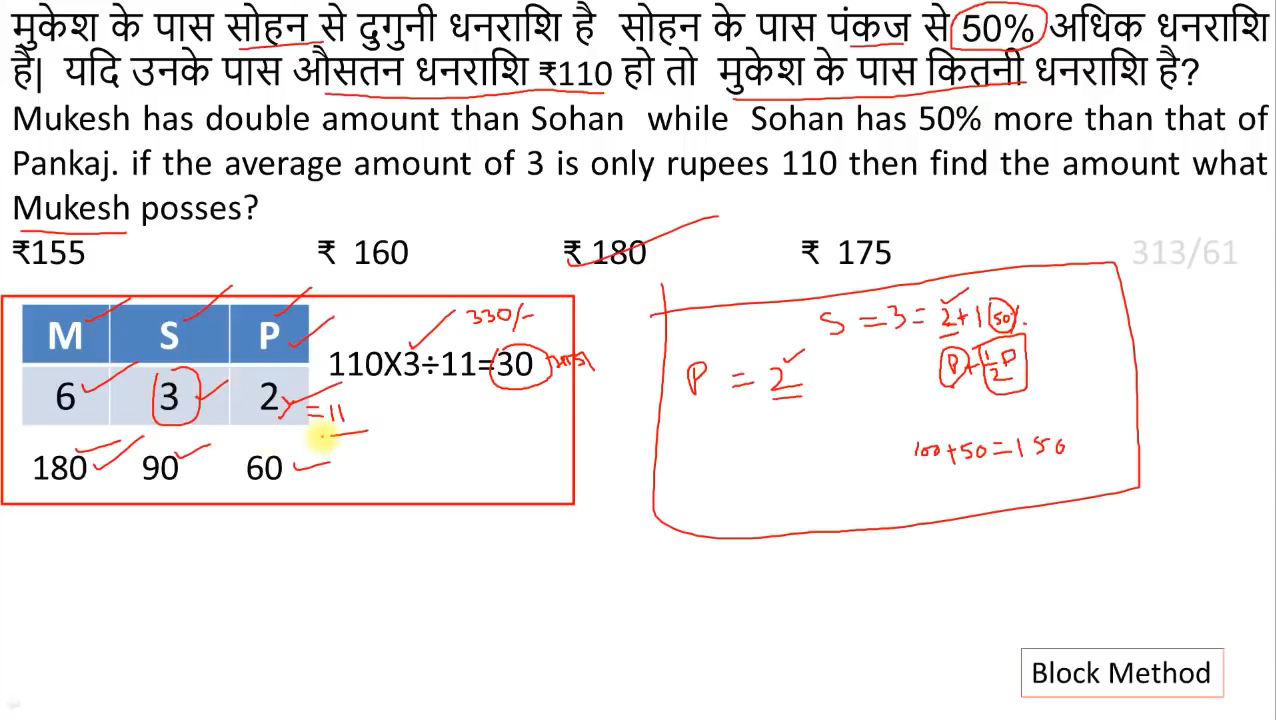 मुकेश के पास सोहन से दुगुनी धनराशि है सोहन के पास पंकज से 50% अधिक धनराशि
है| यदि उनके पास औसतन धनराशि ₹110 हो तो मुकेश के पास कितनी धनराशि है?
Mukesh has double amount than Sohan while Sohan has 50% more than that of
Pankaj. if the average amount of 3 is only rupees 110 then find the amount what
Mukesh posses?
₹155 ₹ 160 ₹ 180 ₹ 175 313/61
M S P
330/-
110X3÷11=30
6 3 2
=11
180 90 60
S = 3 = 2+1 50%
P+½P
P = 2
100+50=150
Block Method